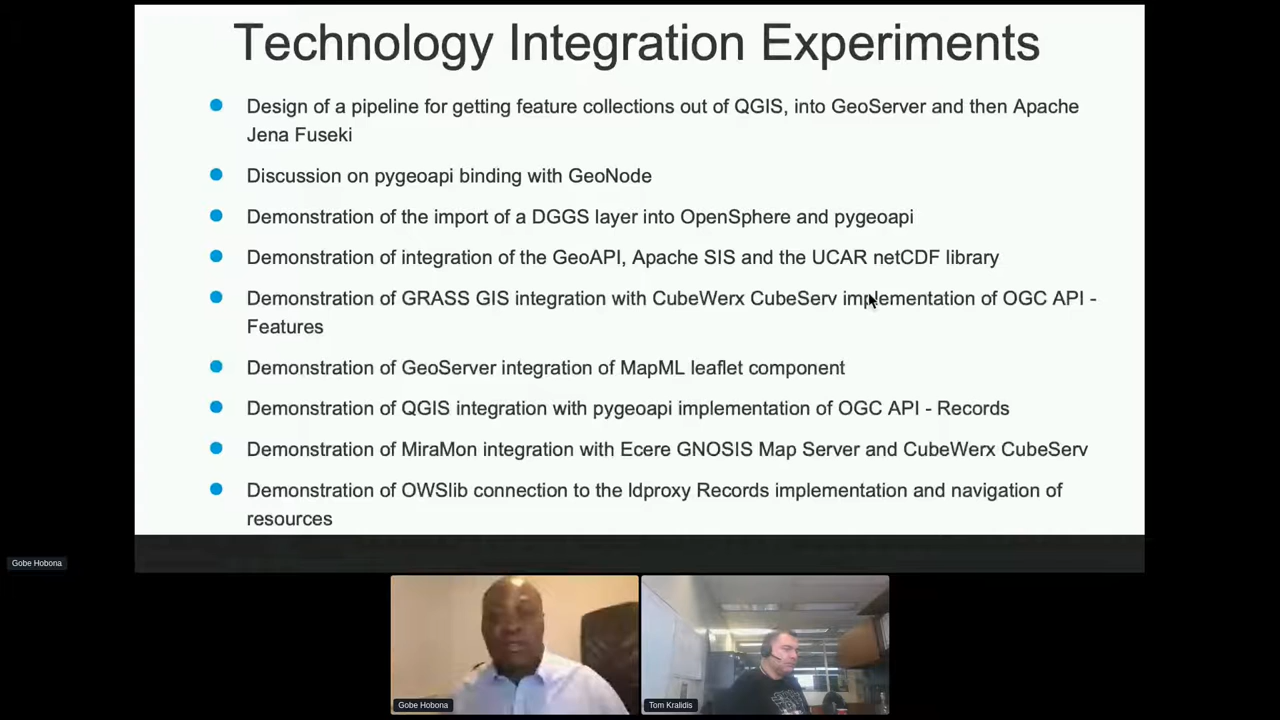 Technology Integration Experiments
Design of a pipeline for getting feature collections out of QGIS, into GeoServer and then Apache
Jena Fuseki
Discussion on pygeoapi binding with GeoNode
Demonstration of the import of a DGGS layer into OpenSphere and pygeoapi
Demonstration of integration of the GeoAPI, Apache SIS and the UCAR netCDF library
Demonstration of GRASS GIS integration with CubeWerx CubeServ implementation of OGC API -
Features
Demonstration of GeoServer integration of MapML leaflet component
Demonstration of QGIS integration with pygeoapi implementation of OGC API - Records
Demonstration of MiraMon integration with Ecere GNOSIS Map Server and CubeWerx CubeServ
Demonstration of OWSlib connection to the ldproxy Records implementation and navigation of
resources
Gobe Hobona
Gobe Hobona
Tom Kralidis